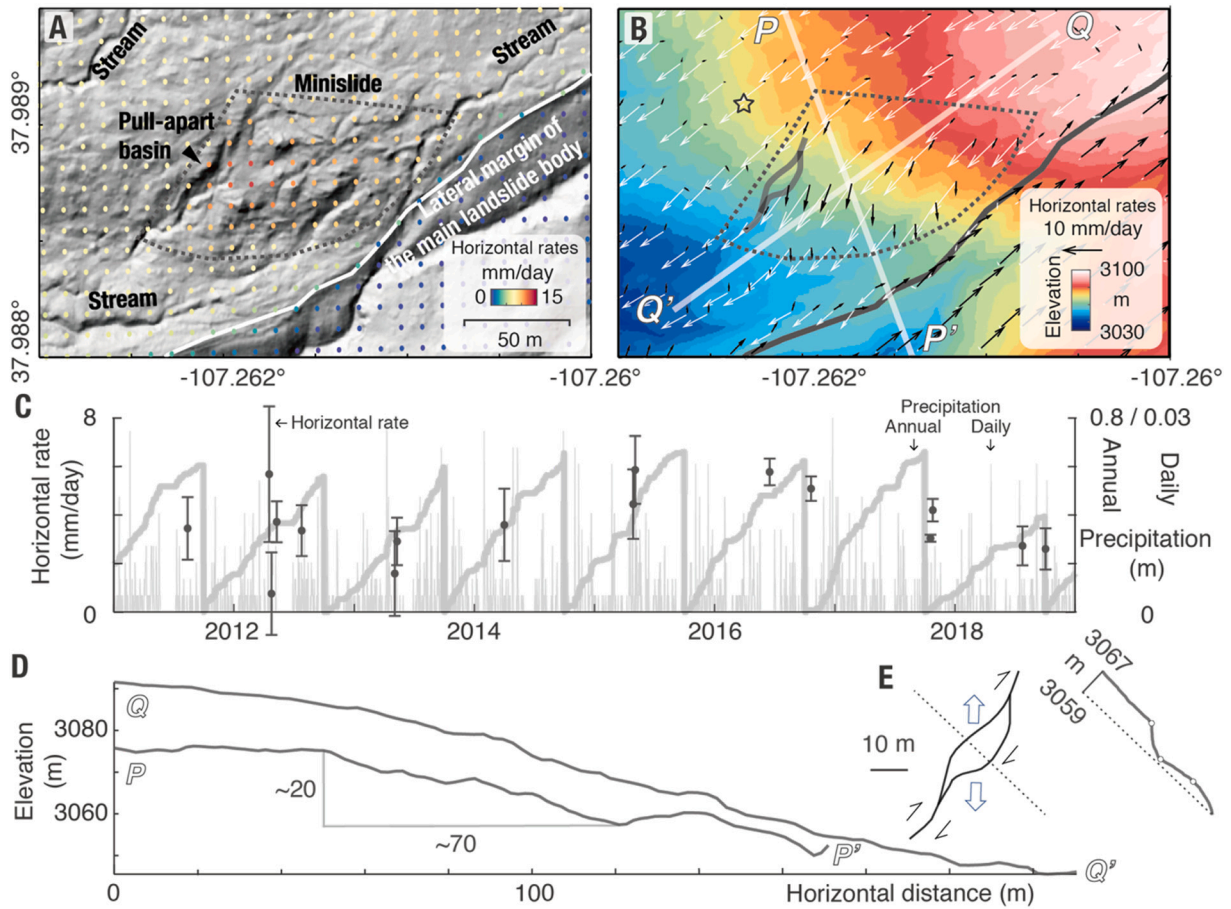 A
Stream
Stream
Minislide
Pull-apart
basin
Lateral margin of
the main landslide body
Stream
Horizontal rates
mm/day
0 15
50 m
37.989°
37.988°
-107.262°
-107.26°
B
P
Q
Q'
P'
Horizontal rates
10 mm/day
Elevation
3100
m
3030
-107.262°
-107.26°
C
Horizontal rate
(mm/day)
8
0
←Horizontal rate
Precipitation
Annual Daily
0.8 / 0.03
Annual
Daily
Precipitation
(m)
0
2012
2014
2016
2018
D
Elevation
(m)
3080
3060
Q
P
~20
~70
P'
Q'
0
100
Horizontal distance (m)
E
10 m
3067
m
3059